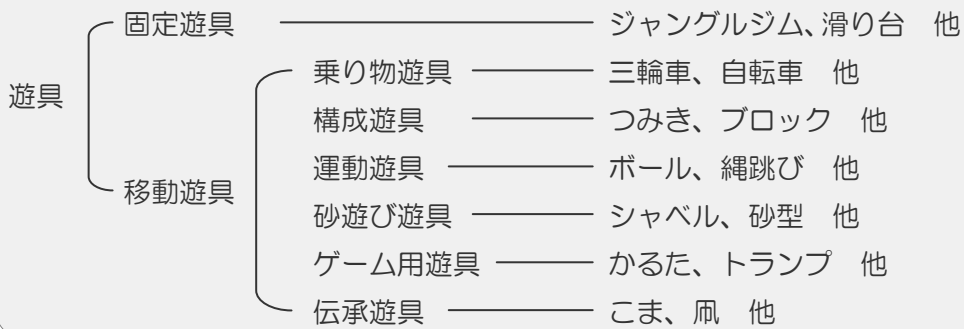 固定遊具 ジャングルジム、滑り台 他
乗り物遊具 三輪車、自転車 他
遊具
構成遊具 つみき、ブロック 他
運動遊具 ボール、縄跳び 他
移動遊具
砂遊び遊具 シャベル、砂型 他
ゲーム用遊具 かるた、トランプ 他
伝承遊具 こま、凧 他